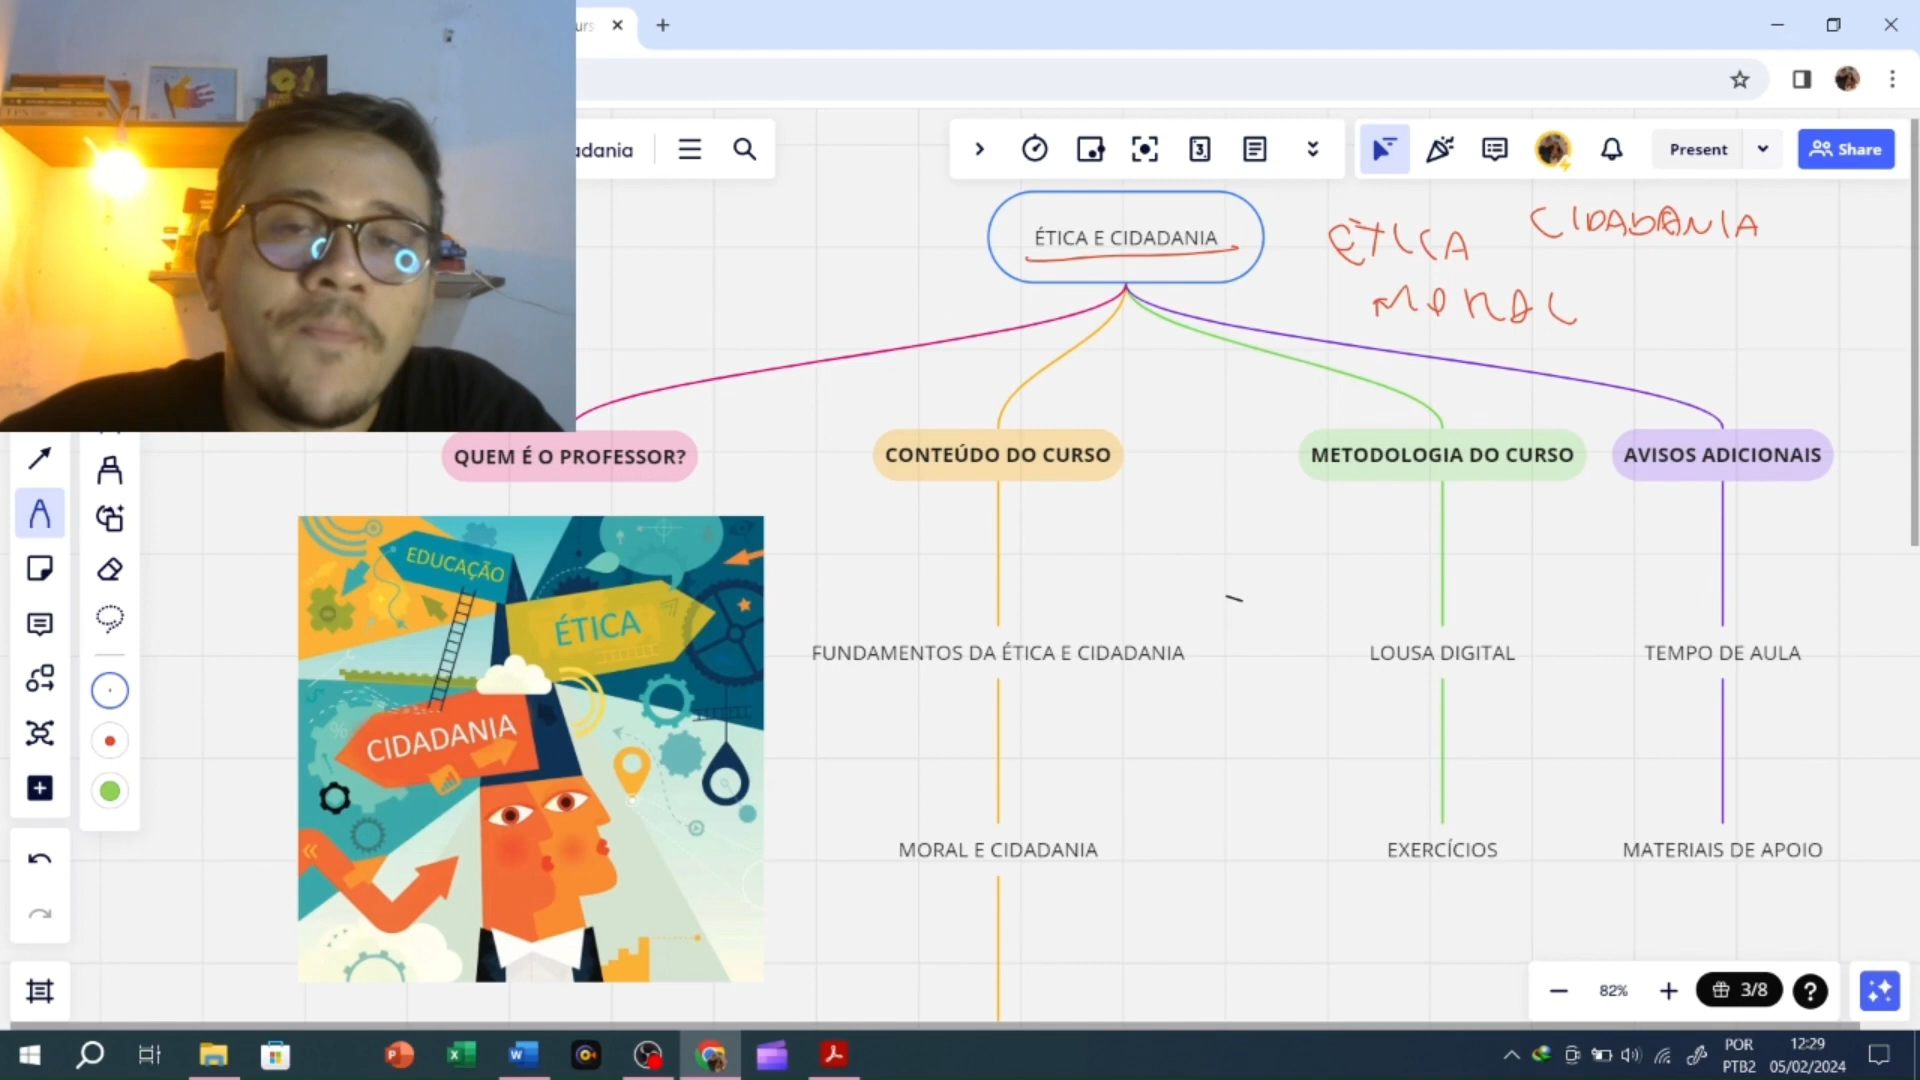 urs
adania
Present
Share
ÉTICA E CIDADANIA
ÉTICA
CIDADANIA
MORAL
QUEM É O PROFESSOR?
CONTEÚDO DO CURSO
METODOLOGIA DO CURSO
AVISOS ADICIONAIS
EDUCAÇÃO
ÉTICA
CIDADANIA
FUNDAMENTOS DA ÉTICA E CIDADANIA
LOUSA DIGITAL
TEMPO DE AULA
MORAL E CIDADANIA
EXERCÍCIOS
MATERIAIS DE APOIO
82%
3/8
?
POR
PTB2
12:29
05/02/2024